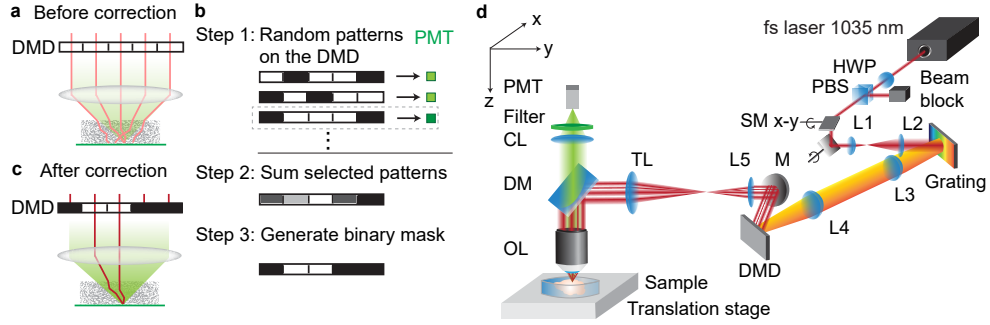 a Before correction
DMD
b
Step 1: Random patterns
on the DMD
PMT
Step 2: Sum selected patterns
Step 3: Generate binary mask
c After correction
DMD
d
x
y
z
fs laser 1035 nm
HWP
PBS
Beam
block
SM x-y
L1
L2
Grating
L3
L4
DMD
M
L5
TL
PMT
Filter
CL
DM
OL
Sample
Translation stage